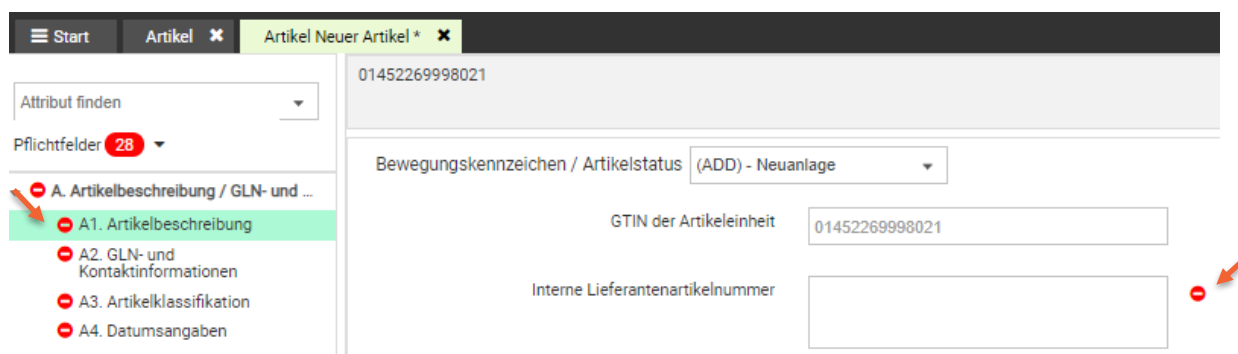 Start
Artikel
Artikel Neuer Artikel *
Attribut finden
Pflichtfelder 28
A. Artikelbeschreibung / GLN- und ...
A1. Artikelbeschreibung
A2. GLN- und
Kontaktinformationen
A3. Artikelklassifikation
A4. Datumsangaben
01452269998021
Bewegungskennzeichen / Artikelstatus (ADD) - Neuanlage
GTIN der Artikeleinheit 01452269998021
Interne Lieferantenartikelnummer